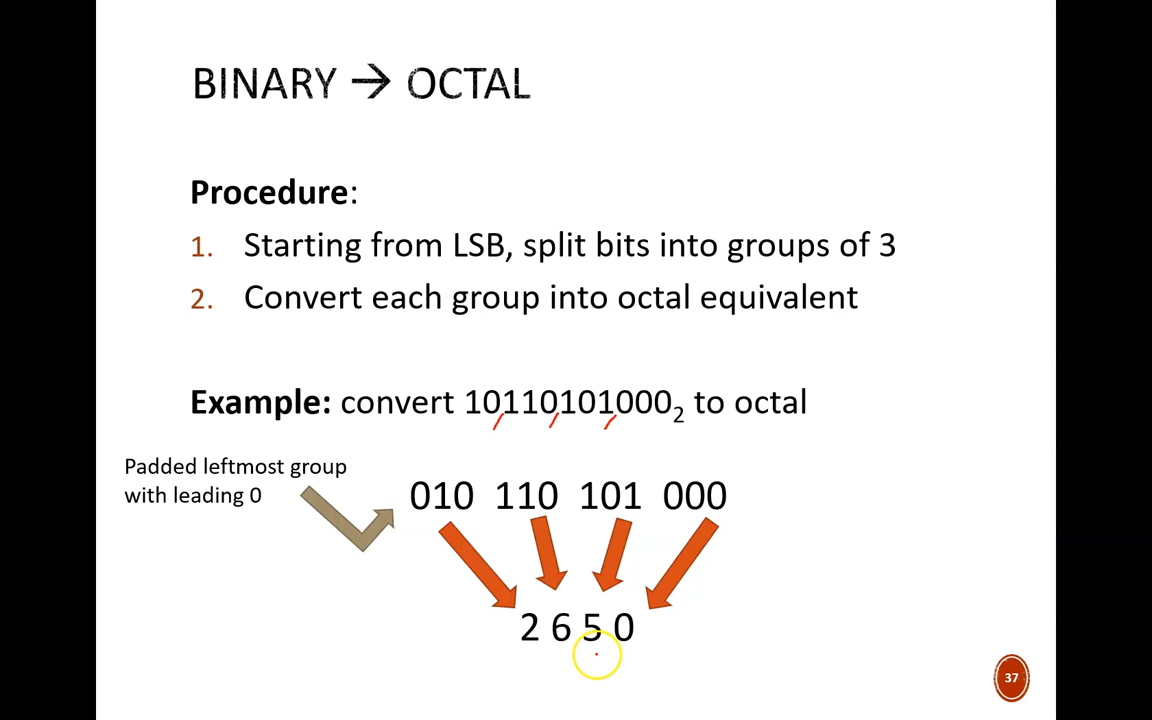 BINARY → OCTAL
Procedure:
1. Starting from LSB, split bits into groups of 3
2. Convert each group into octal equivalent
Example: convert 10110101000₂ to octal
Padded leftmost group
with leading 0
010 110 101 000
2 6 5 0
37